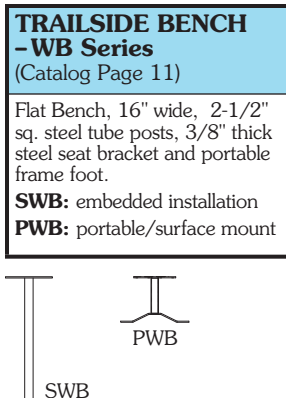 TRAILSIDE BENCH
– WB Series
(Catalog Page 11)
Flat Bench, 16" wide, 2-1/2"
sq. steel tube posts, 3/8" thick
steel seat bracket and portable
frame foot.
SWB: embedded installation
PWB: portable/surface mount
PWB
SWB